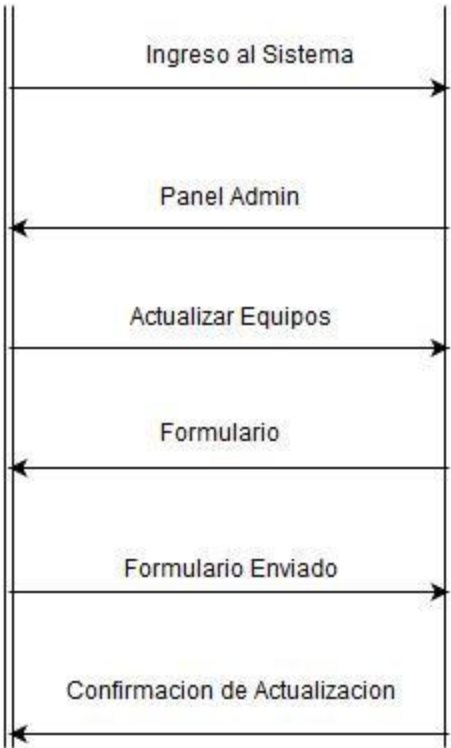 Ingreso al Sistema
Panel Admin
Actualizar Equipos
Formulario
Formulario Enviado
Confirmacion de Actualizacion